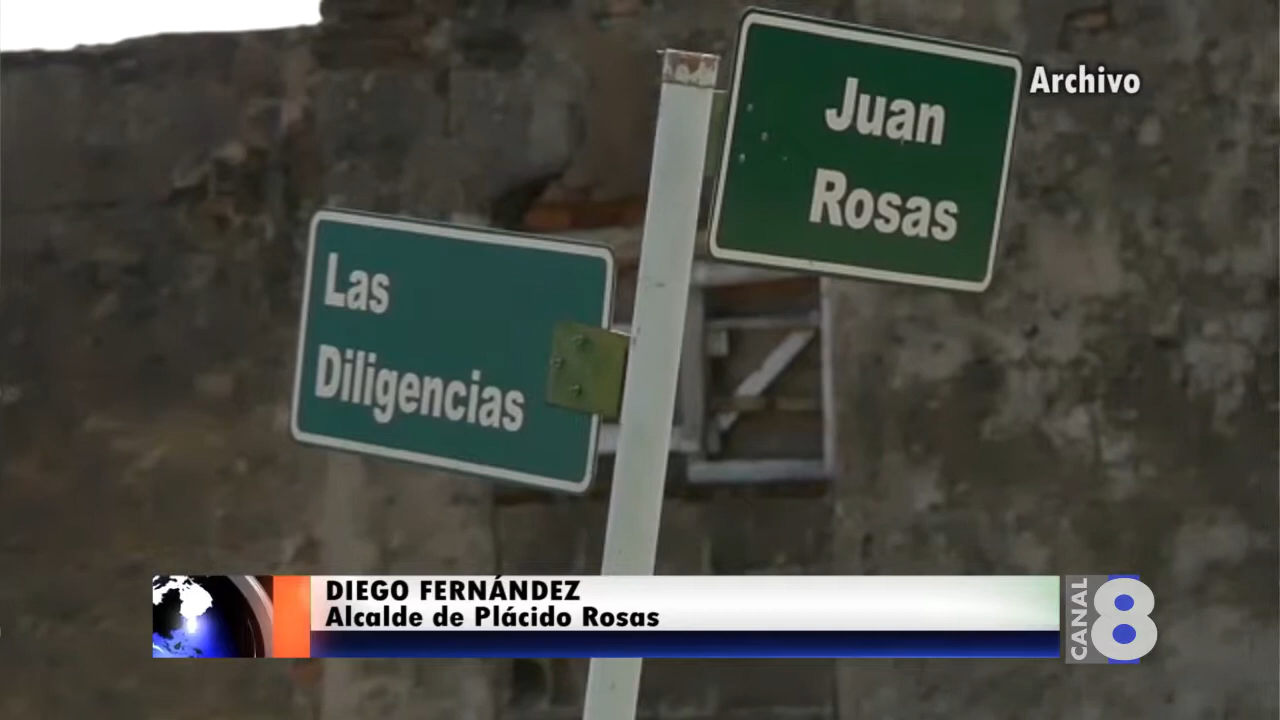 Juan
Rosas
Archivo
Las
Diligencias
DIEGO FERNÁNDEZ
Alcalde de Plácido Rosas
CANAL
8